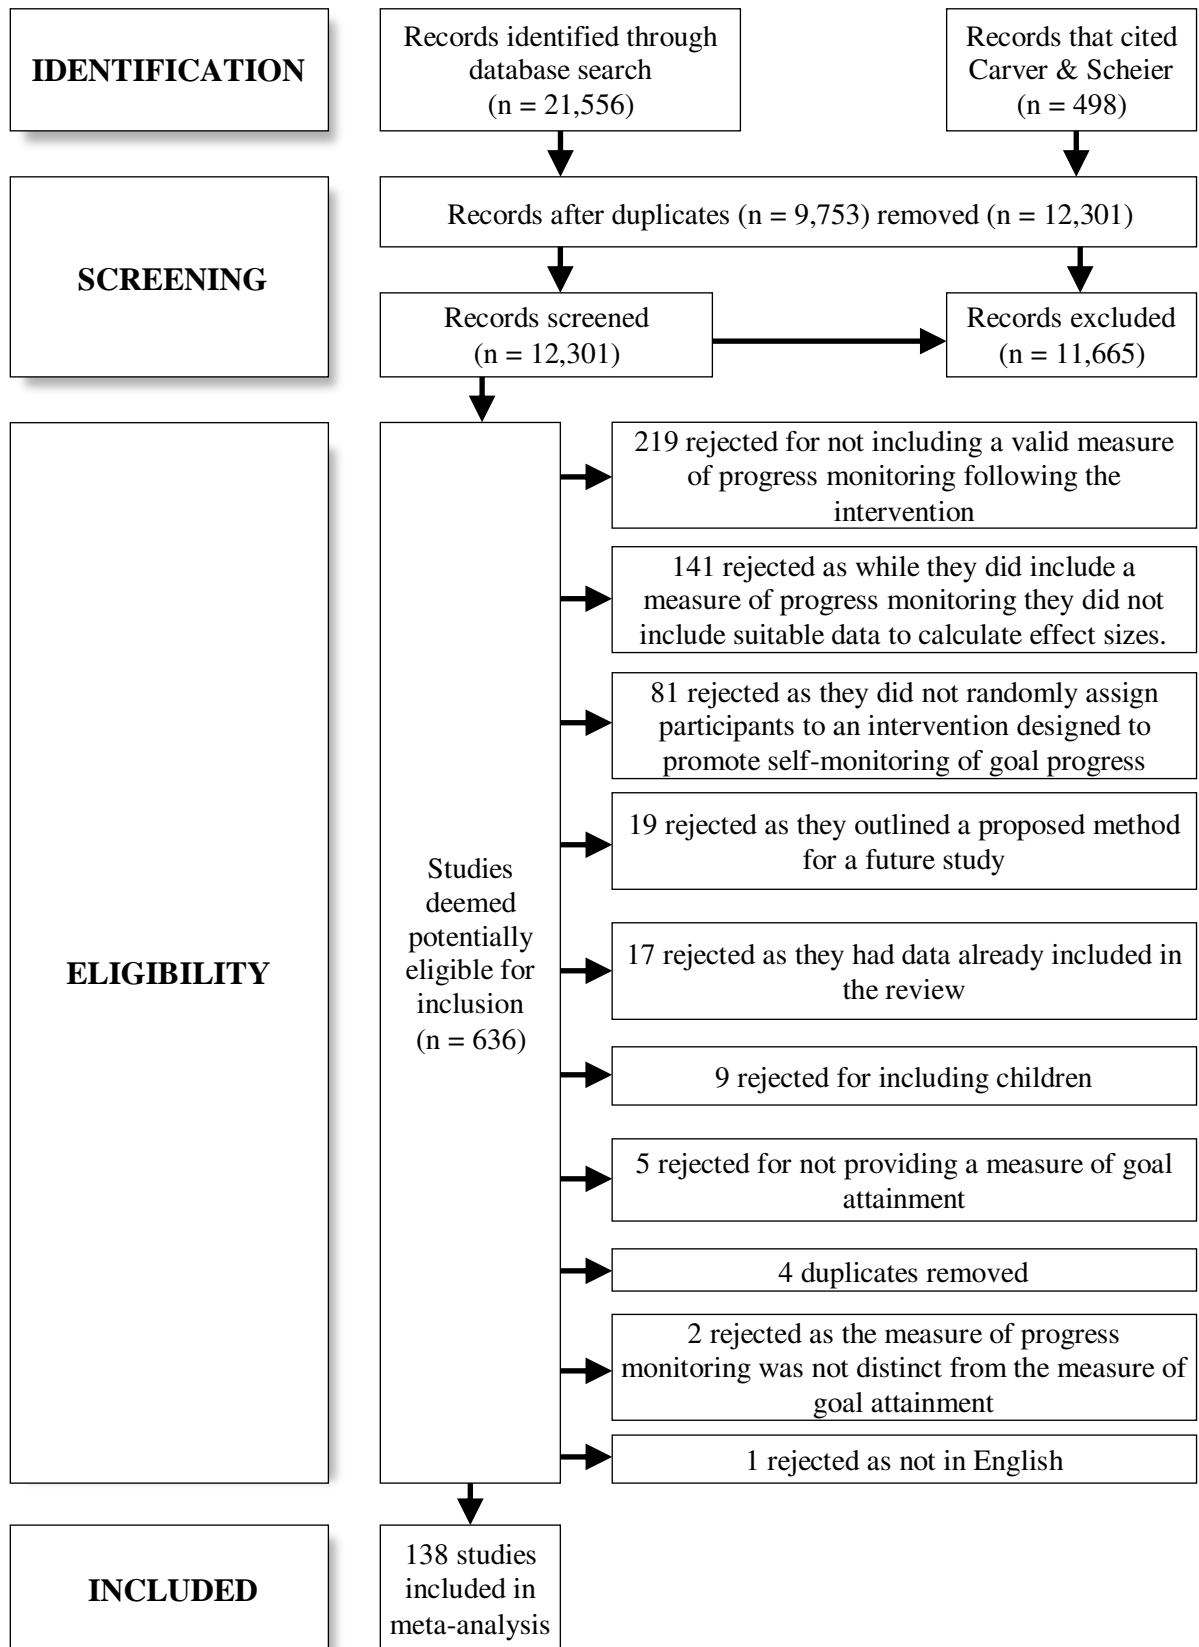 IDENTIFICATION
Records identified through
database search
(n = 21,556)
Records that cited
Carver & Scheier
(n = 498)
SCREENING
Records after duplicates (n = 9,753) removed (n = 12,301)
Records screened
(n = 12,301)
Records excluded
(n = 11,665)
ELIGIBILITY
Studies
deemed
potentially
eligible for
inclusion
(n = 636)
219 rejected for not including a valid measure
of progress monitoring following the
intervention
141 rejected as while they did include a
measure of progress monitoring they did not
include suitable data to calculate effect sizes.
81 rejected as they did not randomly assign
participants to an intervention designed to
promote self-monitoring of goal progress
19 rejected as they outlined a proposed method
for a future study
17 rejected as they had data already included in
the review
9 rejected for including children
5 rejected for not providing a measure of goal
attainment
4 duplicates removed
2 rejected as the measure of progress
monitoring was not distinct from the measure of
goal attainment
1 rejected as not in English
INCLUDED
138 studies
included in
meta-analysis